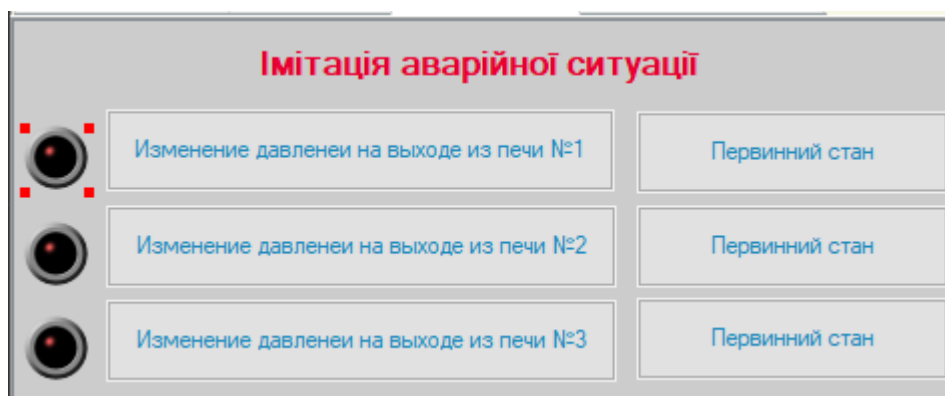 Імітація аварійної ситуації
Изменение давленеи на выходе из печи №1
Первинний стан
Изменение давленеи на выходе из печи №2
Первинний стан
Изменение давленеи на выходе из печи №3
Первинний стан